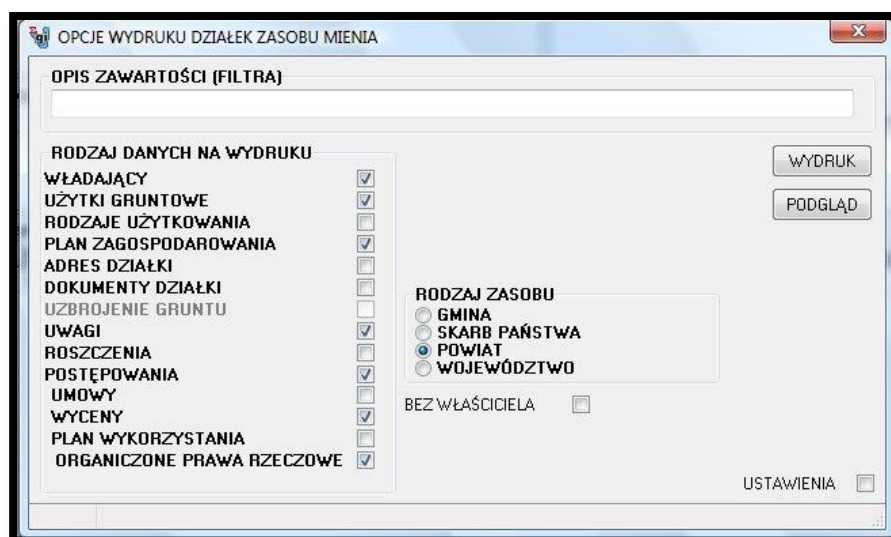 OPCJE WYDRUKU DZIAŁEK ZASOBU MIENIA
OPIS ZAWARTOŚCI (FILTRA)
RODZAJ DANYCH NA WYDRUKU
WŁADAJĄCY
UŻYTKI GRUNTOWE
RODZAJE UŻYTKOWANIA
PLAN ZAGOSPODAROWANIA
ADRES DZIAŁKI
DOKUMENTY DZIAŁKI
UZBROJENIE GRUNTU
UWAGI
ROSZCZENIA
POSTĘPOWANIA
UMOWY
WYCENY
PLAN WYKORZYSTANIA
ORGANICZONE PRAWA RZECZOWE
WYDRUK
PODGLĄD
RODZAJ ZASOBU
GMINA
SKARB PAŃSTWA
POWIAT
WOJEWÓDZTWO
BEZ WŁAŚCICIELA
USTAWIENIA